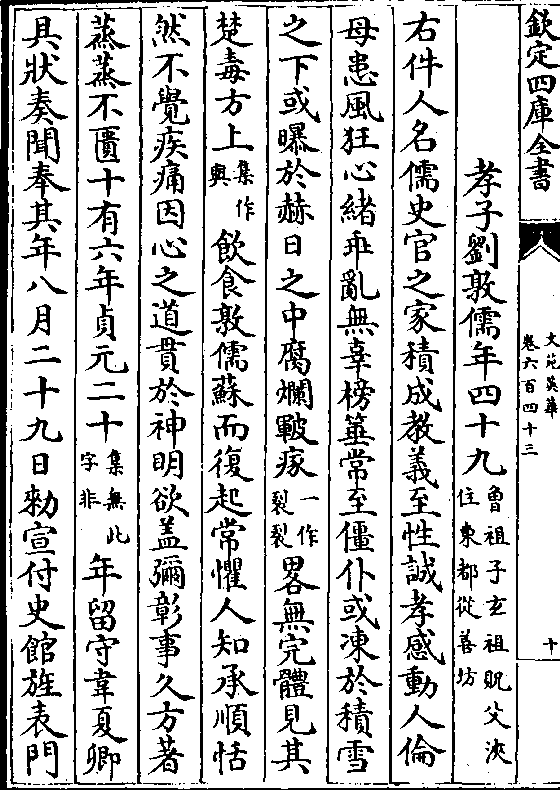 欽定四庫全書
文苑英華
卷六百四十三
十
孝子劉敦儒年四十九曽祖子玄祖貺父浹
住東都從善坊
右件人名儒史官之家積成教義至性誠孝感動人倫
母患風狂心緒乖亂無辜榜箠常至僵仆或凍於積雪
之下或曝於赫日之中腐爛皸瘃一作
裂裂畧無完體見其
楚毒方上集作
輿飲食敦儒蘇而復起常懼人知承順恬
然不覺疾痛因心之道貫於神明欲盖彌彰事久方著
蒸蒸不匱十有六年貞元二十集無此
字非年留守韋夏卿
具狀奏聞奉其年八月二十九日勑宣付史館旌表門